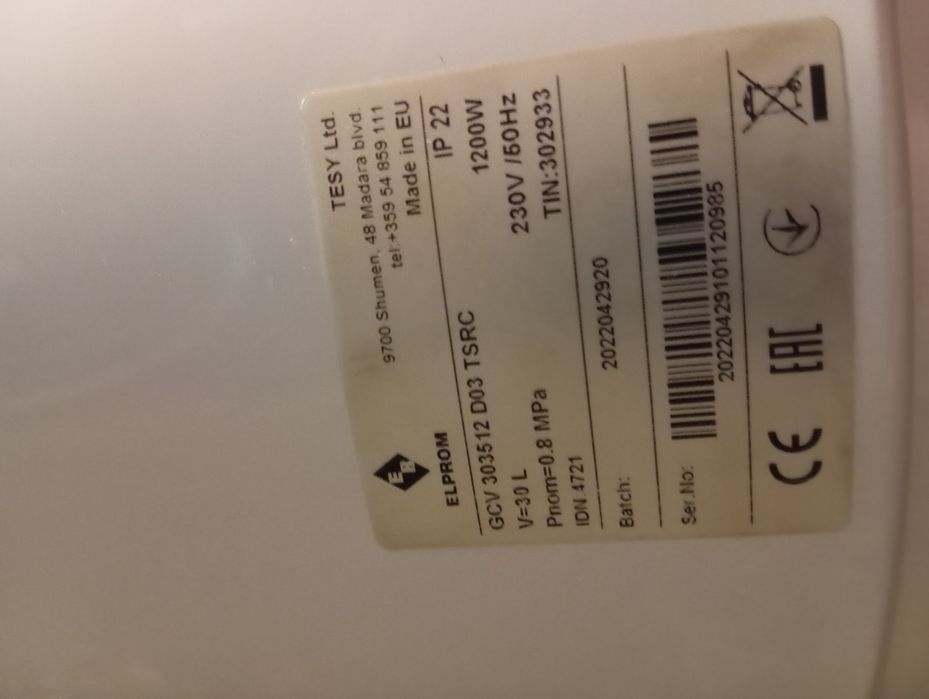 TESY Ltd.
9700 Shumen, 48 Madara blvd.
tel:+359 54 859 111
Made in EU
EB
ELPROM
IP 22
GCV 303512 D03 TSRC
1200W
V=30 L
230V /50Hz
Pnom=0.8 MPa
TIN:302933
IDN:4721
Batch:
2022042920
Ser.No:
20220429101120985
CE
EAC